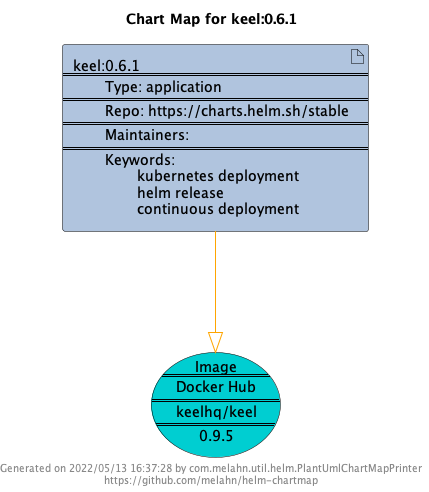 Chart Map for keel:0.6.1
keel:0.6.1
Type: application
Repo: https://charts.helm.sh/stable
Maintainers:
Keywords:
kubernetes deployment
helm release
continuous deployment
Image
Docker Hub
keelhq/keel
0.9.5
Generated on 2022/05/13 16:37:28 by com.melahn.util.helm.PlantUmlChartMapPrinter
https://github.com/melahn/helm-chartmap